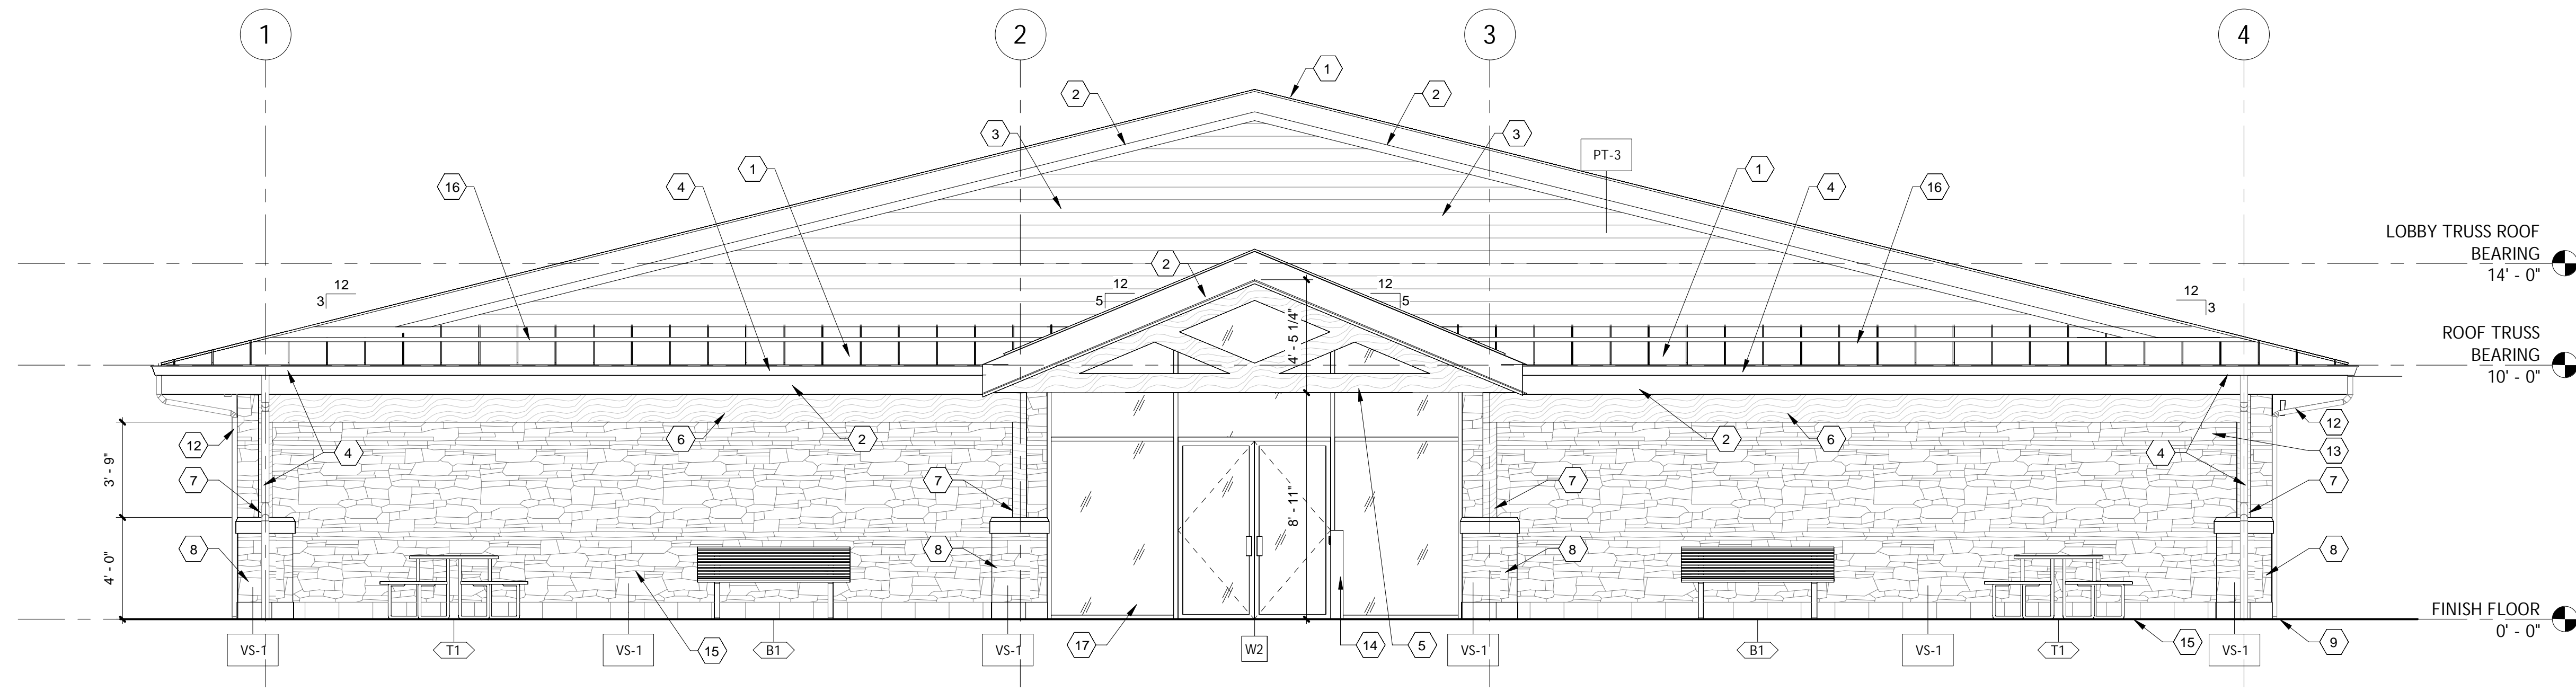 1
2
3
4
1
2
2
3
3
PT-3
16
4
1
1
4
16
LOBBY TRUSS ROOF
BEARING
14' - 0"
2
12
3
12
5
12
5
12
3
4' - 5 1/4"
ROOF TRUSS
BEARING
10' - 0"
12
4
6
2
2
6
4
12
13
3' - 9"
7
7
7
7
8' - 11"
4' - 0"
8
8
8
8
FINISH FLOOR
0' - 0"
VS-1
T1
VS-1
15
B1
VS-1
17
W2
14
5
VS-1
B1
VS-1
T1
15
VS-1
9